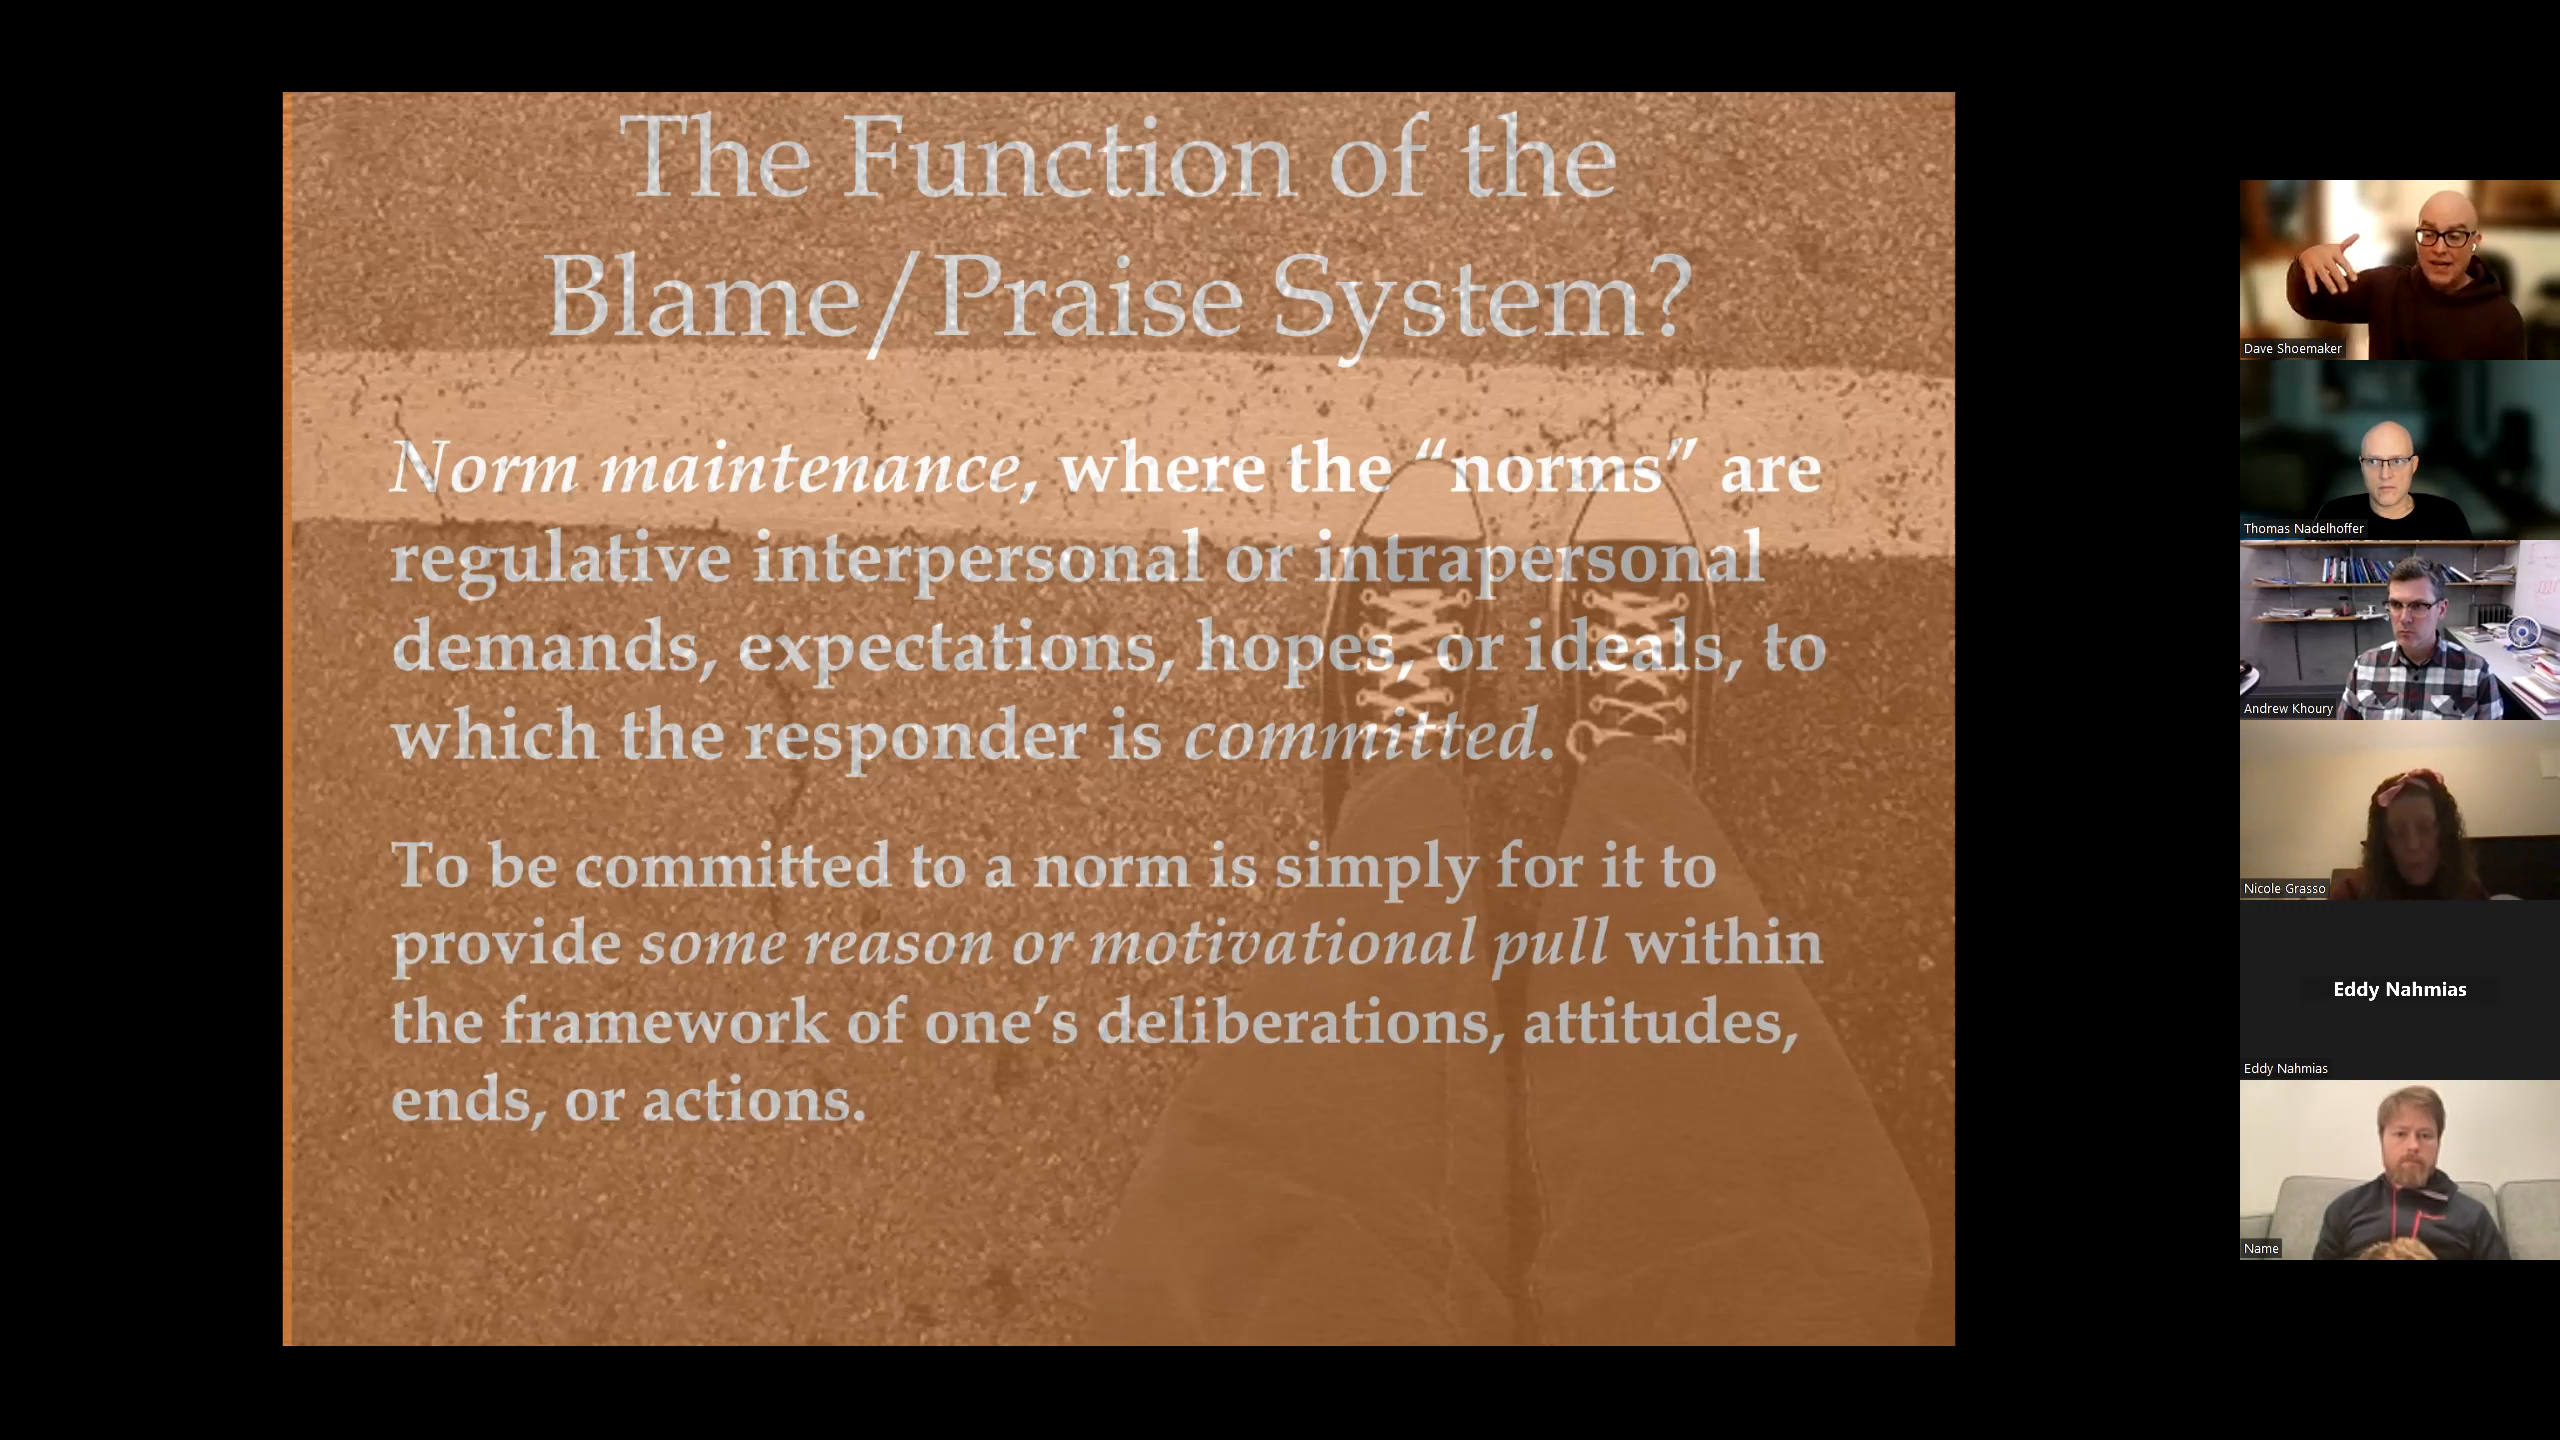 The Function of the
Blame/Praise System?
Norm maintenance, where the “norms” are
regulative interpersonal or intrapersonal
demands, expectations, hopes, or ideals, to
which the responder is committed.
To be committed to a norm is simply for it to
provide some reason or motivational pull within
the framework of one’s deliberations, attitudes,
ends, or actions.
Dave Shoemaker
Thomas Nadelhoffer
Andrew Khoury
Nicole Grasso
Eddy Nahmias
Eddy Nahmias
Name